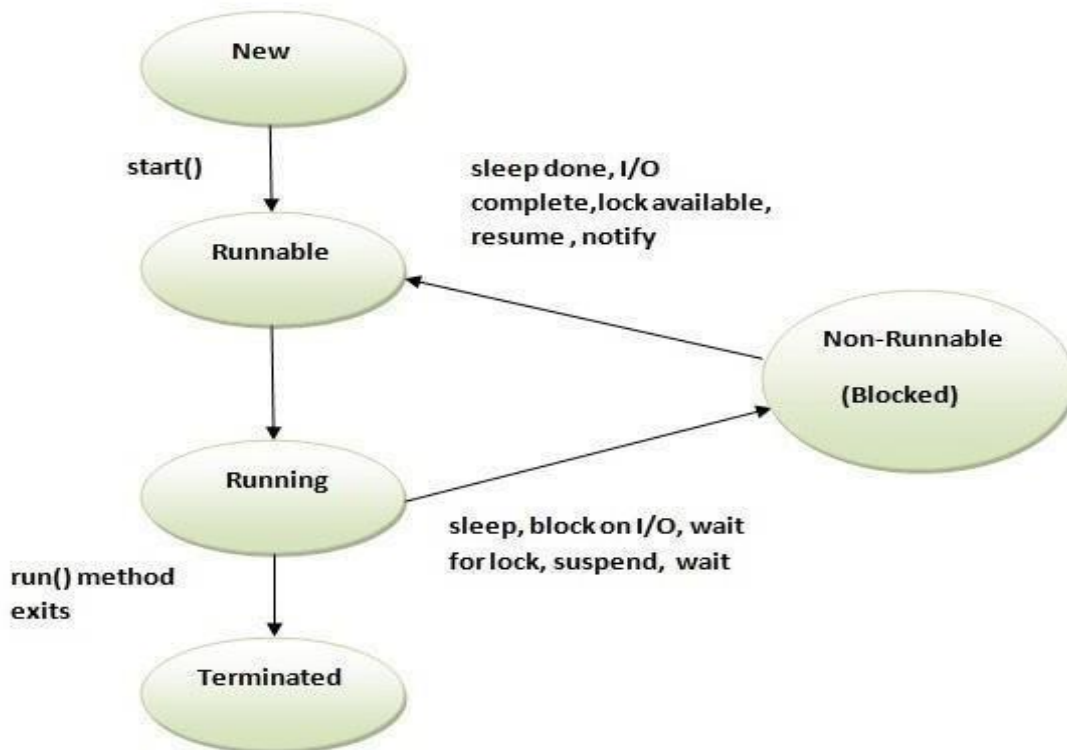 New
start()
sleep done, I/O
complete,lock available,
resume , notify
Runnable
Non-Runnable
(Blocked)
Running
sleep, block on I/O, wait
for lock, suspend, wait
run() method
exits
Terminated